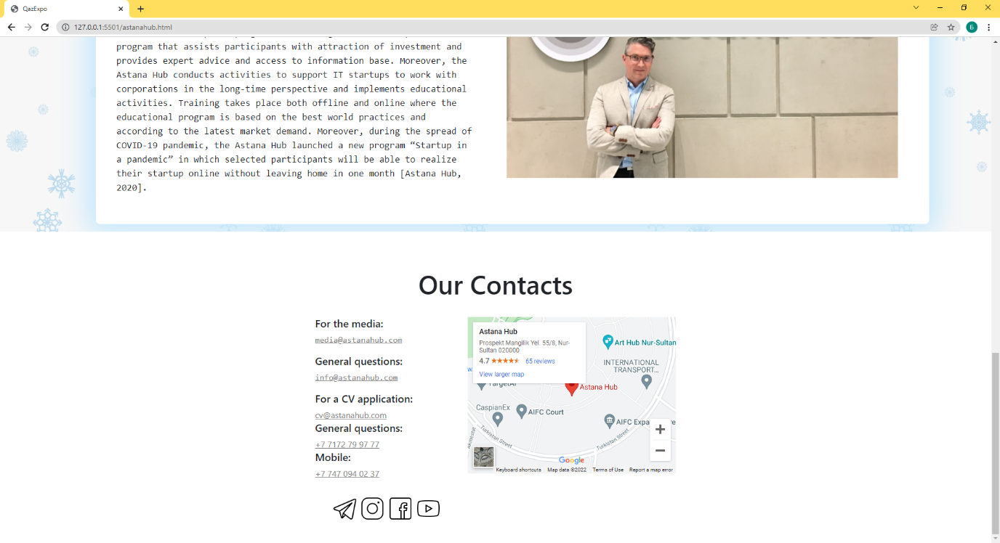 QazExpo
127.0.0.1:5501/astanahub.html
Б
program that assists participants with attraction of investment and
provides expert advice and access to information base. Moreover, the
Astana Hub conducts activities to support IT startups to work with
corporations in the long-time perspective and implements educational
activities. Training takes place both offline and online where the
educational program is based on the best world practices and
according to the latest market demand. Moreover, during the spread of
COVID-19 pandemic, the Astana Hub launched a new program “Startup in
a pandemic” in which selected participants will be able to realize
their startup online without leaving home in one month [Astana Hub,
2020].
Our Contacts
For the media:
media@astanahub.com
General questions:
info@astanahub.com
For a CV application:
cv@astanahub.com
General questions:
+7 7172 79 97 77
Mobile:
+7 747 094 02 37
Astana Hub
Prospekt Mangilik Yel. 55/8, Nur-
Sultan 020000
4.7 65 reviews
View larger map
Art Hub Nur-Sultan
INTERNATIONAL
TRANSPORT...
TargetAI
Astana Hub
CaspianEx
AIFC Court
AIFC Expa
Turkistan Street
Turkistan Street
Google
Keyboard shortcuts Map data ©2022 Terms of Use Report a map error